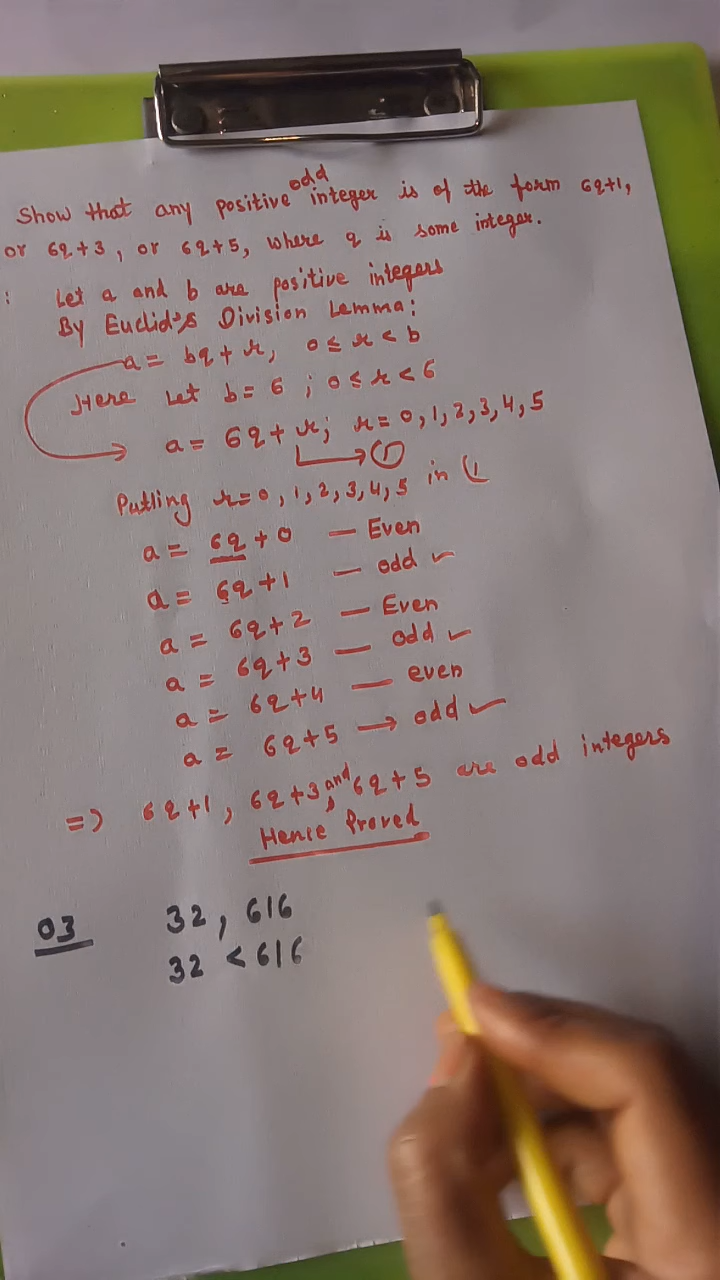 Show that any positive odd integer is of the form 6q+1,
or 6q+3, or 6q+5, where q is some integer.
: Let a and b are positive integers
By Euclid's Division Lemma:
a = bq + r, 0 ≤ r < b
Here Let b = 6 ; 0 ≤ r < 6
a = 6q + r; r = 0, 1, 2, 3, 4, 5
→ ①
Putting r = 0, 1, 2, 3, 4, 5 in (1
a = 6q + 0 — Even
a = 6q + 1 — odd ✓
a = 6q + 2 — Even
a = 6q + 3 — odd ✓
a = 6q + 4 — even
a = 6q + 5 → odd ✓
=) 6q+1, 6q+3, and 6q+5 are odd integers
Hence Proved
03 32, 616
32 < 616